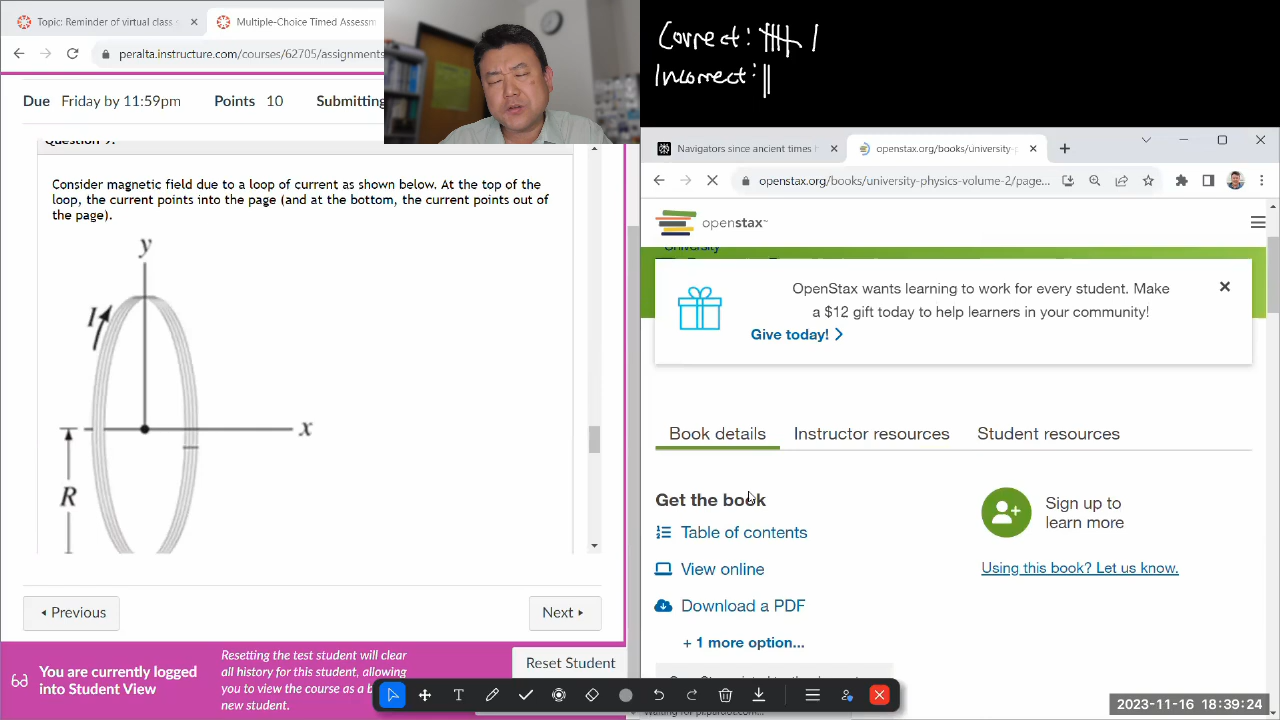 Topic: Reminder of virtual class
Multiple-Choice Timed Assessm
peralta.instructure.com/courses/62705/assignments
Due Friday by 11:59pm Points 10 Submitting
Consider magnetic field due to a loop of current as shown below. At the top of the
loop, the current points into the page (and at the bottom, the current points out of
the page).
y
I
x
R
Previous
Next
You are currently logged
into Student View
Resetting the test student will clear
all history for this student, allowing
you to view the course as a b
new student.
Reset Student
Correct: |||| |
Incorrect: ||
Navigators since ancient times h
openstax.org/books/university-p
openstax.org/books/university-physics-volume-2/page...
openstax
University
OpenStax wants learning to work for every student. Make
a $12 gift today to help learners in your community!
Give today!
Book details Instructor resources Student resources
Get the book
Table of contents
View online
Download a PDF
+ 1 more option...
Sign up to
learn more
Using this book? Let us know.
2023-11-16 18:39:24